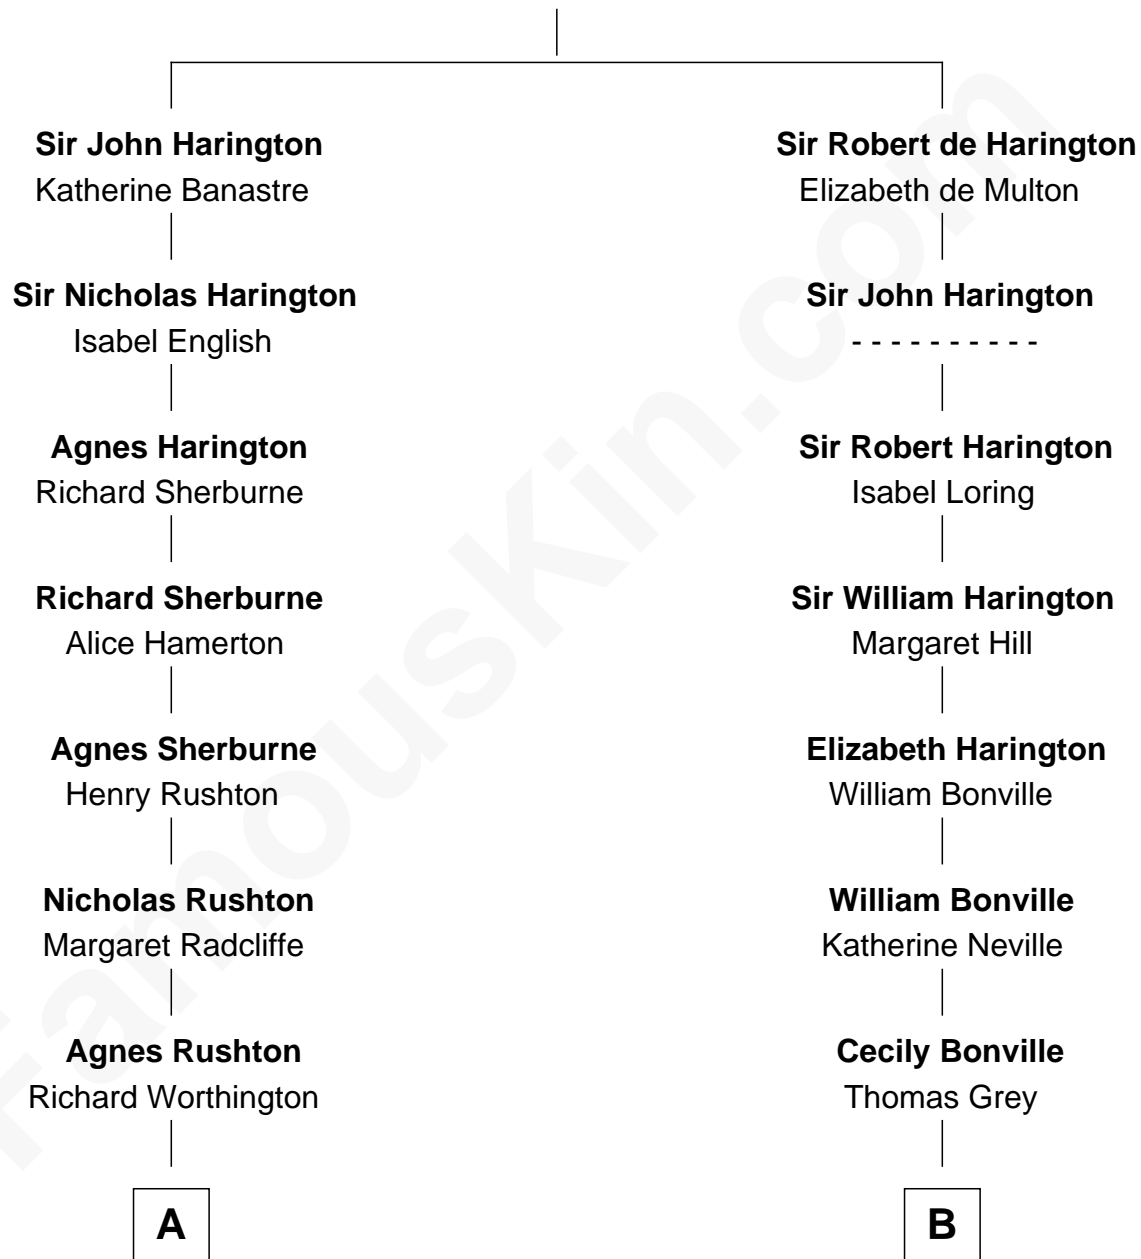 Sir John Harington
Katherine Banastre
Sir Nicholas Harington
Isabel English
Agnes Harington
Richard Sherburne
Richard Sherburne
Alice Hamerton
Agnes Sherburne
Henry Rushton
Nicholas Rushton
Margaret Radcliffe
Agnes Rushton
Richard Worthington
A
Sir Robert de Harington
Elizabeth de Multon
Sir John Harington
- - - - - - - - - -
Sir Robert Harington
Isabel Loring
Sir William Harington
Margaret Hill
Elizabeth Harington
William Bonville
William Bonville
Katherine Neville
Cecily Bonville
Thomas Grey
B
FamousKin.com